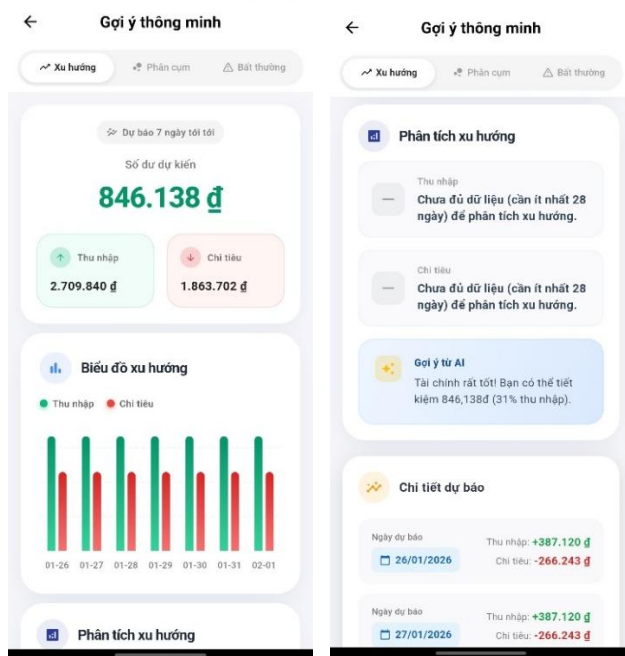 Gợi ý thông minh
Xu hướng
Phân cụm
Bất thường
Dự báo 7 ngày tới tới
Số dư dự kiến
846.138 ₫
Thu nhập
2.709.840 ₫
Chi tiêu
1.863.702 ₫
Biểu đồ xu hướng
Thu nhập Chi tiêu
01-26 01-27 01-28 01-29 01-30 01-31 02-01
Phân tích xu hướng
Gợi ý thông minh
Xu hướng
Phân cụm
Bất thường
Phân tích xu hướng
Thu nhập
Chưa đủ dữ liệu (cần ít nhất 28
ngày) để phân tích xu hướng.
Chi tiêu
Chưa đủ dữ liệu (cần ít nhất 28
ngày) để phân tích xu hướng.
Gợi ý từ AI
Tài chính rất tốt! Bạn có thể tiết
kiệm 846,138đ (31% thu nhập).
Chi tiết dự báo
Ngày dự báo
26/01/2026
Thu nhập: +387.120 ₫
Chi tiêu: -266.243 ₫
Ngày dự báo
27/01/2026
Thu nhập: +387.120 ₫
Chi tiêu: -266.243 ₫